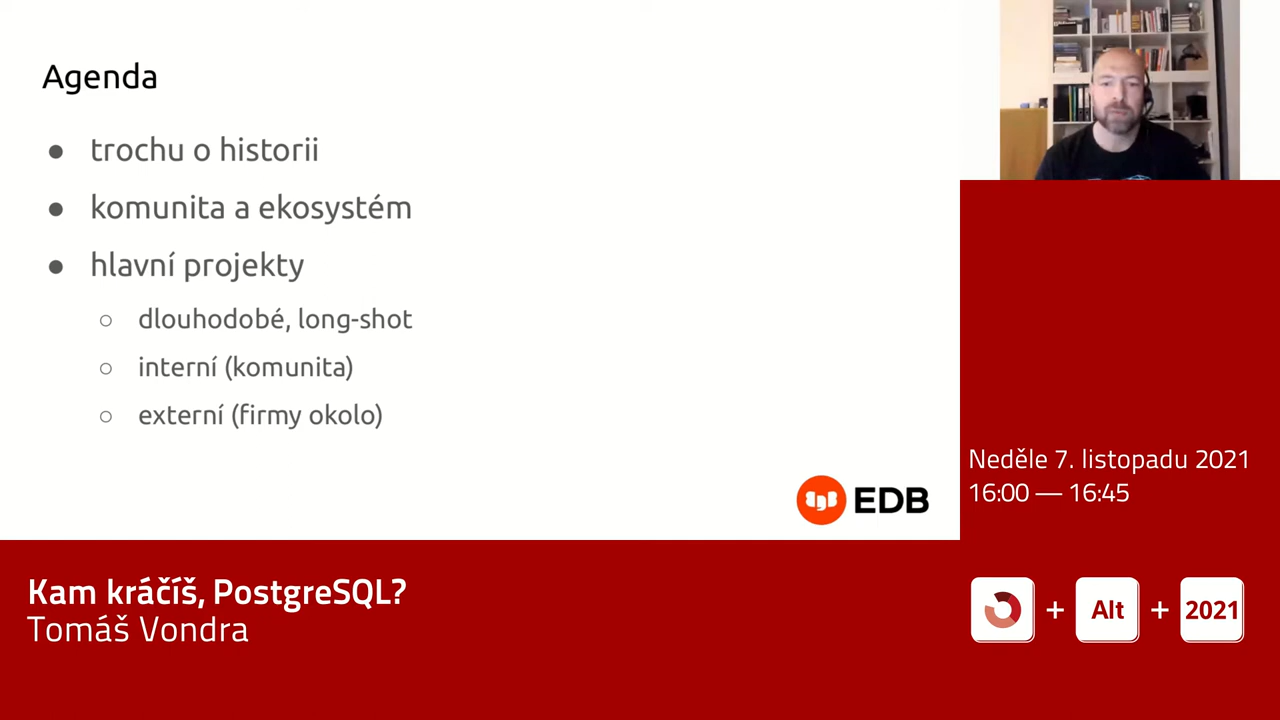 Agenda
trochu o historii
komunita a ekosystém
hlavní projekty
dlouhodobé, long-shot
interní (komunita)
externí (firmy okolo)
EDB
Neděle 7. listopadu 2021
16:00 — 16:45
Kam kráčíš, PostgreSQL?
Tomáš Vondra
+ Alt + 2021